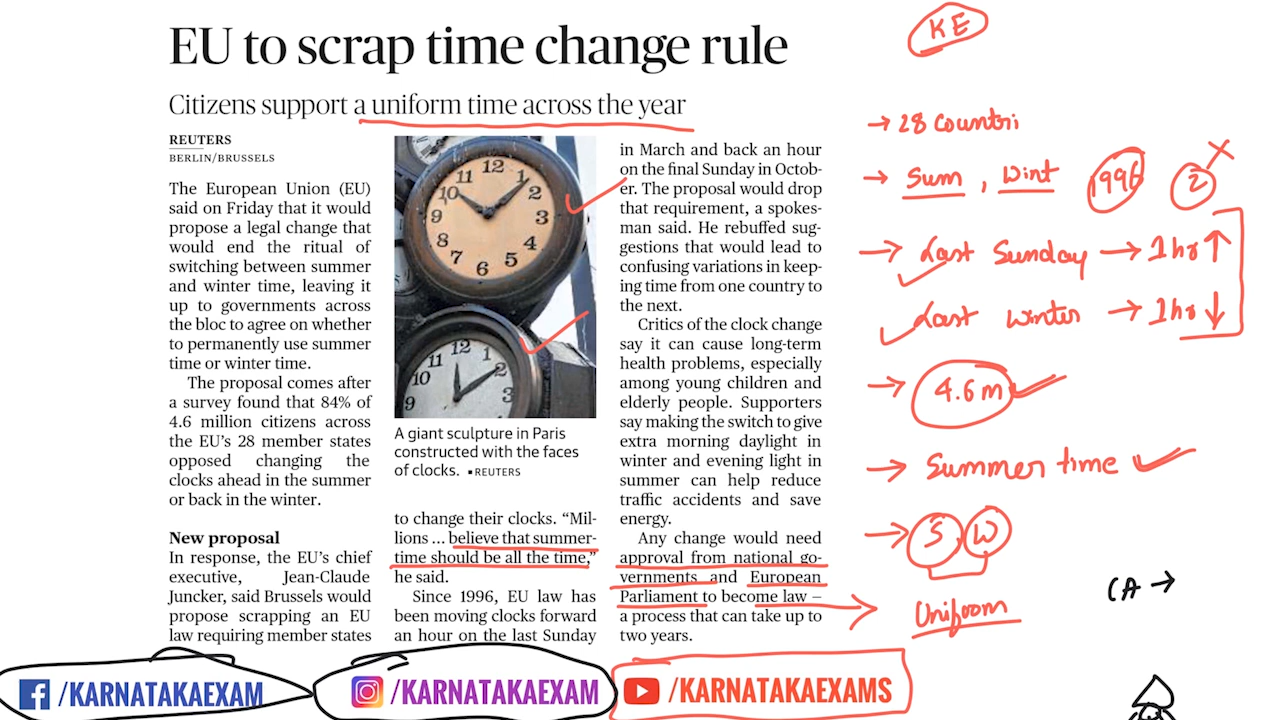 EU to scrap time change rule
Citizens support a uniform time across the year
REUTERS
BERLIN/BRUSSELS
The European Union (EU)
said on Friday that it would
propose a legal change that
would end the ritual of
switching between summer
and winter time, leaving it
up to governments across
the bloc to agree on whether
to permanently use summer
time or winter time.
The proposal comes after
a survey found that 84% of
4.6 million citizens across
the EU's 28 member states
opposed changing the
clocks ahead in the summer
or back in the winter.
New proposal
In response, the EU's chief
executive, Jean-Claude
Juncker, said Brussels would
propose scrapping an EU
law requiring member states
A giant sculpture in Paris
constructed with the faces
of clocks. ▪REUTERS
to change their clocks. “Mil-
lions ... believe that summer-
time should be all the time,”
he said.
Since 1996, EU law has
been moving clocks forward
an hour on the last Sunday
in March and back an hour
on the final Sunday in Octob-
er. The proposal would drop
that requirement, a spokes-
man said. He rebuffed sug-
gestions that would lead to
confusing variations in keep-
ing time from one country to
the next.
Critics of the clock change
say it can cause long-term
health problems, especially
among young children and
elderly people. Supporters
say making the switch to give
extra morning daylight in
winter and evening light in
summer can help reduce
traffic accidents and save
energy.
Any change would need
approval from national go-
vernments and European
Parliament to become law –
a process that can take up to
two years.
KE
→ 28 Countri
→ Sum, Wint 1996 2 ×
→ Last Sunday → 1hr ↑
Last winter → 1hr ↓
→ 4.6m
→ Summer time
→ S, W
Uniform
CA →
/KARNATAKAEXAM
/KARNATAKAEXAM
/KARNATAKAEXAMS